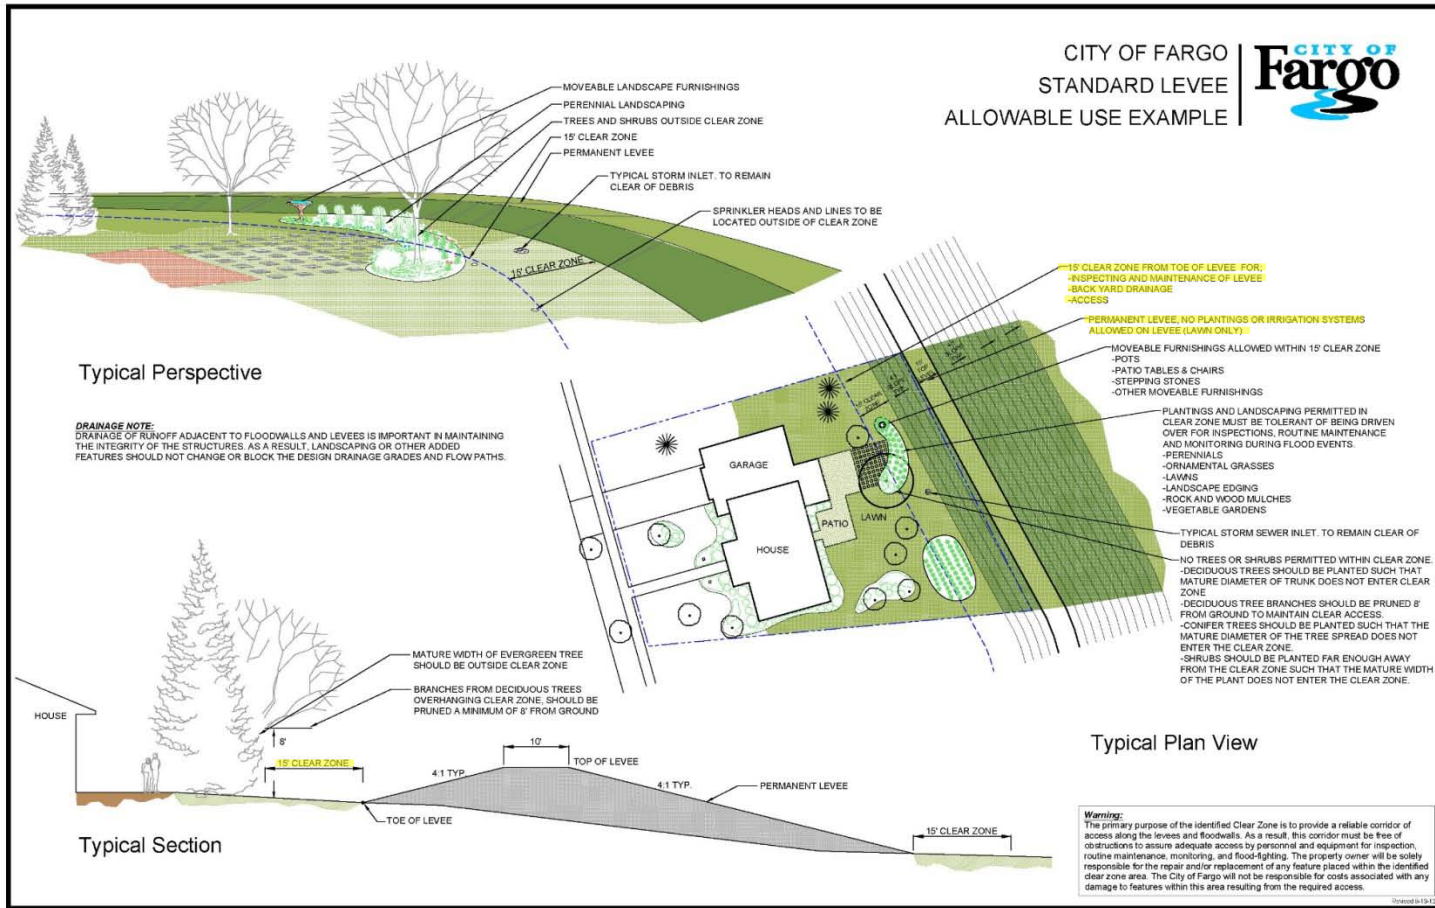 CITY OF FARGO
STANDARD LEVEE
ALLOWABLE USE EXAMPLE
CITY OF
Fargo
MOVEABLE LANDSCAPE FURNISHINGS
PERENNIAL LANDSCAPING
TREES AND SHRUBS OUTSIDE CLEAR ZONE
15' CLEAR ZONE
PERMANENT LEVEE
TYPICAL STORM INLET. TO REMAIN
CLEAR OF DEBRIS
SPRINKLER HEADS AND LINES TO BE
LOCATED OUTSIDE OF CLEAR ZONE
15' CLEAR ZONE
Typical Perspective
DRAINAGE NOTE:
DRAINAGE OF RUNOFF ADJACENT TO FLOODWALLS AND LEVEES IS IMPORTANT IN MAINTAINING
THE INTEGRITY OF THE STRUCTURES. AS A RESULT, LANDSCAPING OR OTHER ADDED
FEATURES SHOULD NOT CHANGE OR BLOCK THE DESIGN DRAINAGE GRADES AND FLOW PATHS.
15' CLEAR ZONE FROM TOE OF LEVEE FOR;
-INSPECTING AND MAINTENANCE OF LEVEE
-BACK YARD DRAINAGE
-ACCESS
PERMANENT LEVEE, NO PLANTINGS OR IRRIGATION SYSTEMS
ALLOWED ON LEVEE (LAWN ONLY)
MOVEABLE FURNISHINGS ALLOWED WITHIN 15' CLEAR ZONE
-POTS
-PATIO TABLES & CHAIRS
-STEPPING STONES
-OTHER MOVEABLE FURNISHINGS
PLANTINGS AND LANDSCAPING PERMITTED IN
CLEAR ZONE MUST BE TOLERANT OF BEING DRIVEN
OVER FOR INSPECTIONS, ROUTINE MAINTENANCE
AND MONITORING DURING FLOOD EVENTS.
-PERENNIALS
-ORNAMENTAL GRASSES
-LAWNS
-LANDSCAPE EDGING
-ROCK AND WOOD MULCHES
-VEGETABLE GARDENS
TYPICAL STORM SEWER INLET. TO REMAIN CLEAR OF
DEBRIS
NO TREES OR SHRUBS PERMITTED WITHIN CLEAR ZONE.
-DECIDUOUS TREES SHOULD BE PLANTED SUCH THAT
MATURE DIAMETER OF TRUNK DOES NOT ENTER CLEAR
ZONE
-DECIDUOUS TREE BRANCHES SHOULD BE PRUNED 8'
FROM GROUND TO MAINTAIN CLEAR ACCESS.
-CONIFER TREES SHOULD BE PLANTED SUCH THAT THE
MATURE DIAMETER OF THE TREE SPREAD DOES NOT
ENTER THE CLEAR ZONE.
-SHRUBS SHOULD BE PLANTED FAR ENOUGH AWAY
FROM THE CLEAR ZONE SUCH THAT THE MATURE WIDTH
OF THE PLANT DOES NOT ENTER THE CLEAR ZONE.
GARAGE
HOUSE
PATIO
LAWN
Typical Plan View
MATURE WIDTH OF EVERGREEN TREE
SHOULD BE OUTSIDE CLEAR ZONE
BRANCHES FROM DECIDUOUS TREES
OVERHANGING CLEAR ZONE, SHOULD BE
PRUNED A MINIMUM OF 8' FROM GROUND
HOUSE
8'
15' CLEAR ZONE
10'
TOP OF LEVEE
4:1 TYP.
4:1 TYP.
PERMANENT LEVEE
TOE OF LEVEE
15' CLEAR ZONE
Typical Section
Warning:
The primary purpose of the identified Clear Zone is to provide a reliable corridor of
access along the levees and floodwalls. As a result, this corridor must be free of
obstructions to assure adequate access by personnel and equipment for inspection,
routine maintenance, monitoring, and flood-fighting. The property owner will be solely
responsible for the repair and/or replacement of any feature placed within the identified
clear zone area. The City of Fargo will not be responsible for costs associated with any
damage to features within this area resulting from the required access.